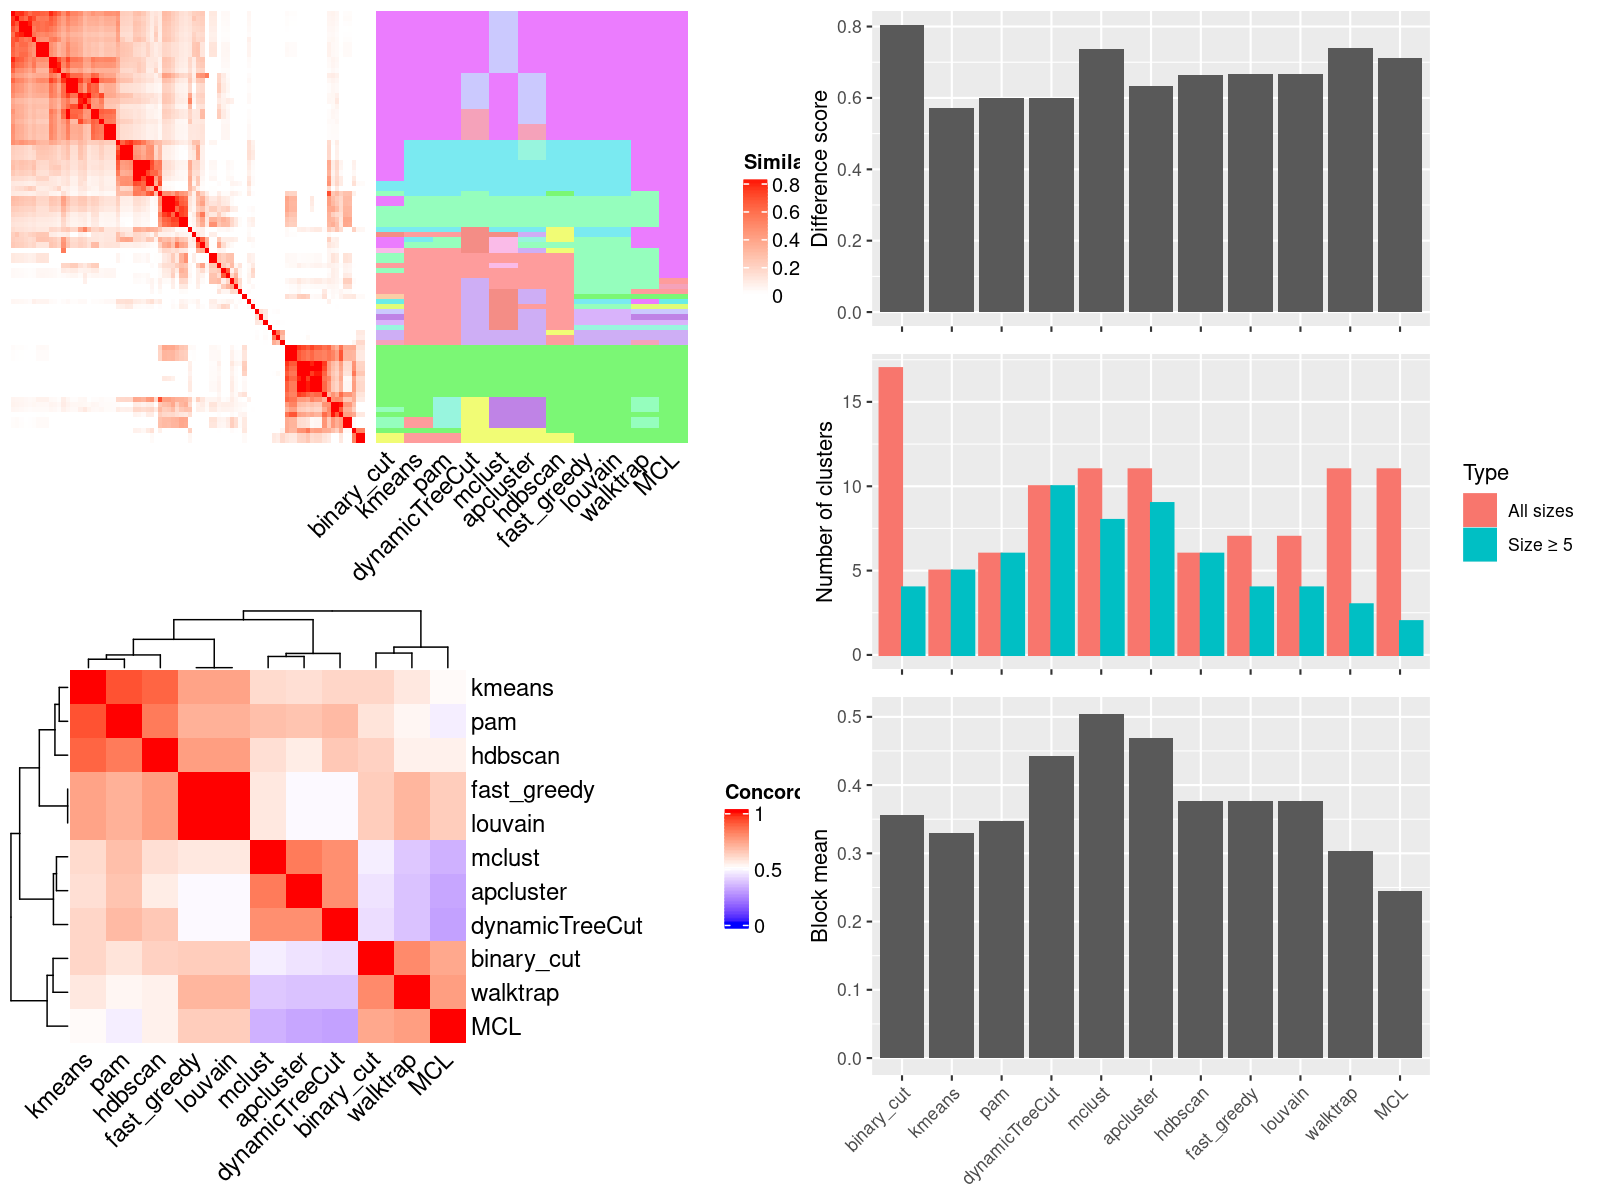 Simila
0.8
0.6
0.4
0.2
0
binary_cut
kmeans
pam
dynamicTreeCut
mclust
apcluster
hdbscan
fast_greedy
louvain
walktrap
MCL
kmeans
pam
hdbscan
fast_greedy
louvain
mclust
apcluster
dynamicTreeCut
binary_cut
walktrap
MCL
kmeans
pam
hdbscan
fast_greedy
louvain
mclust
apcluster
dynamicTreeCut
binary_cut
walktrap
MCL
Concord
1
0.5
0
Difference score
0.8
0.6
0.4
0.2
0.0
Number of clusters
15
10
5
0
Type
All sizes
Size ≥ 5
Block mean
0.5
0.4
0.3
0.2
0.1
0.0
binary_cut
kmeans
pam
dynamicTreeCut
mclust
apcluster
hdbscan
fast_greedy
louvain
walktrap
MCL